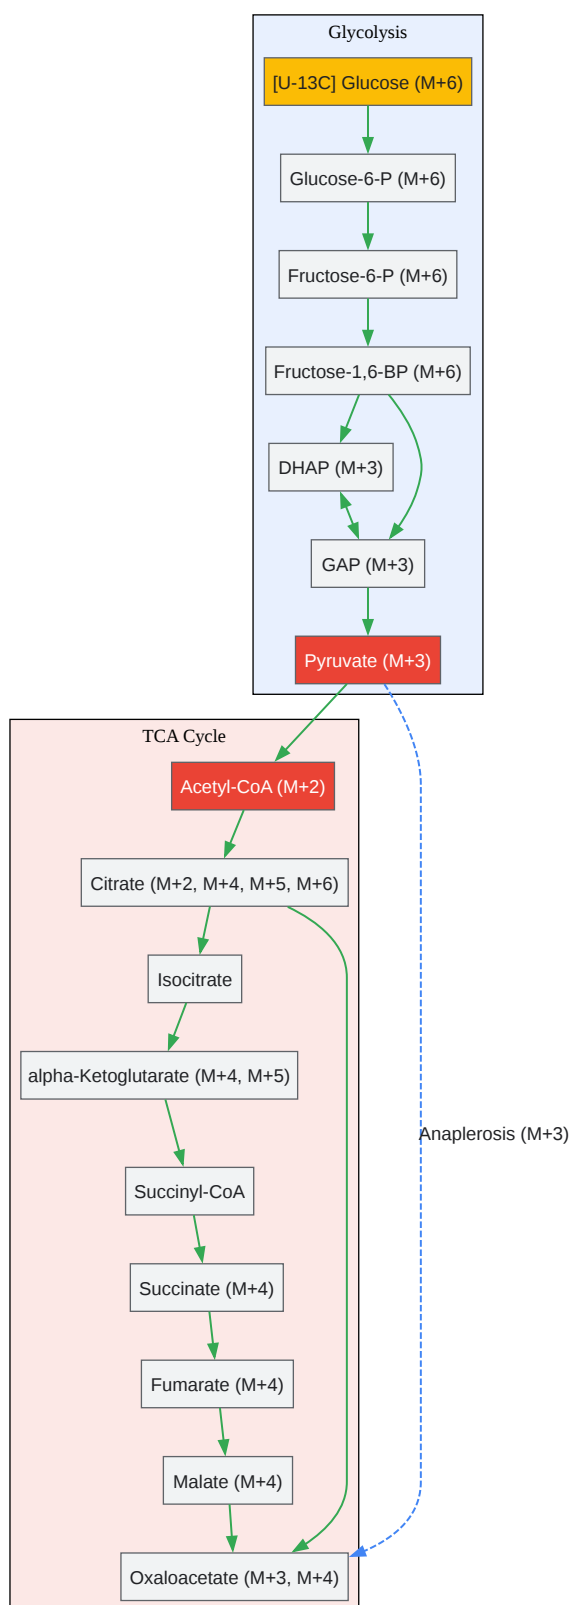 Glycolysis
[U-13C] Glucose (M+6)
Glucose-6-P (M+6)
Fructose-6-P (M+6)
Fructose-1,6-BP (M+6)
DHAP (M+3)
GAP (M+3)
Pyruvate (M+3)
TCA Cycle
Acetyl-CoA (M+2)
Citrate (M+2, M+4, M+5, M+6)
Isocitrate
alpha-Ketoglutarate (M+4, M+5)
Anaplerosis (M+3)
Succinyl-CoA
Succinate (M+4)
Fumarate (M+4)
Malate (M+4)
Oxaloacetate (M+3, M+4)